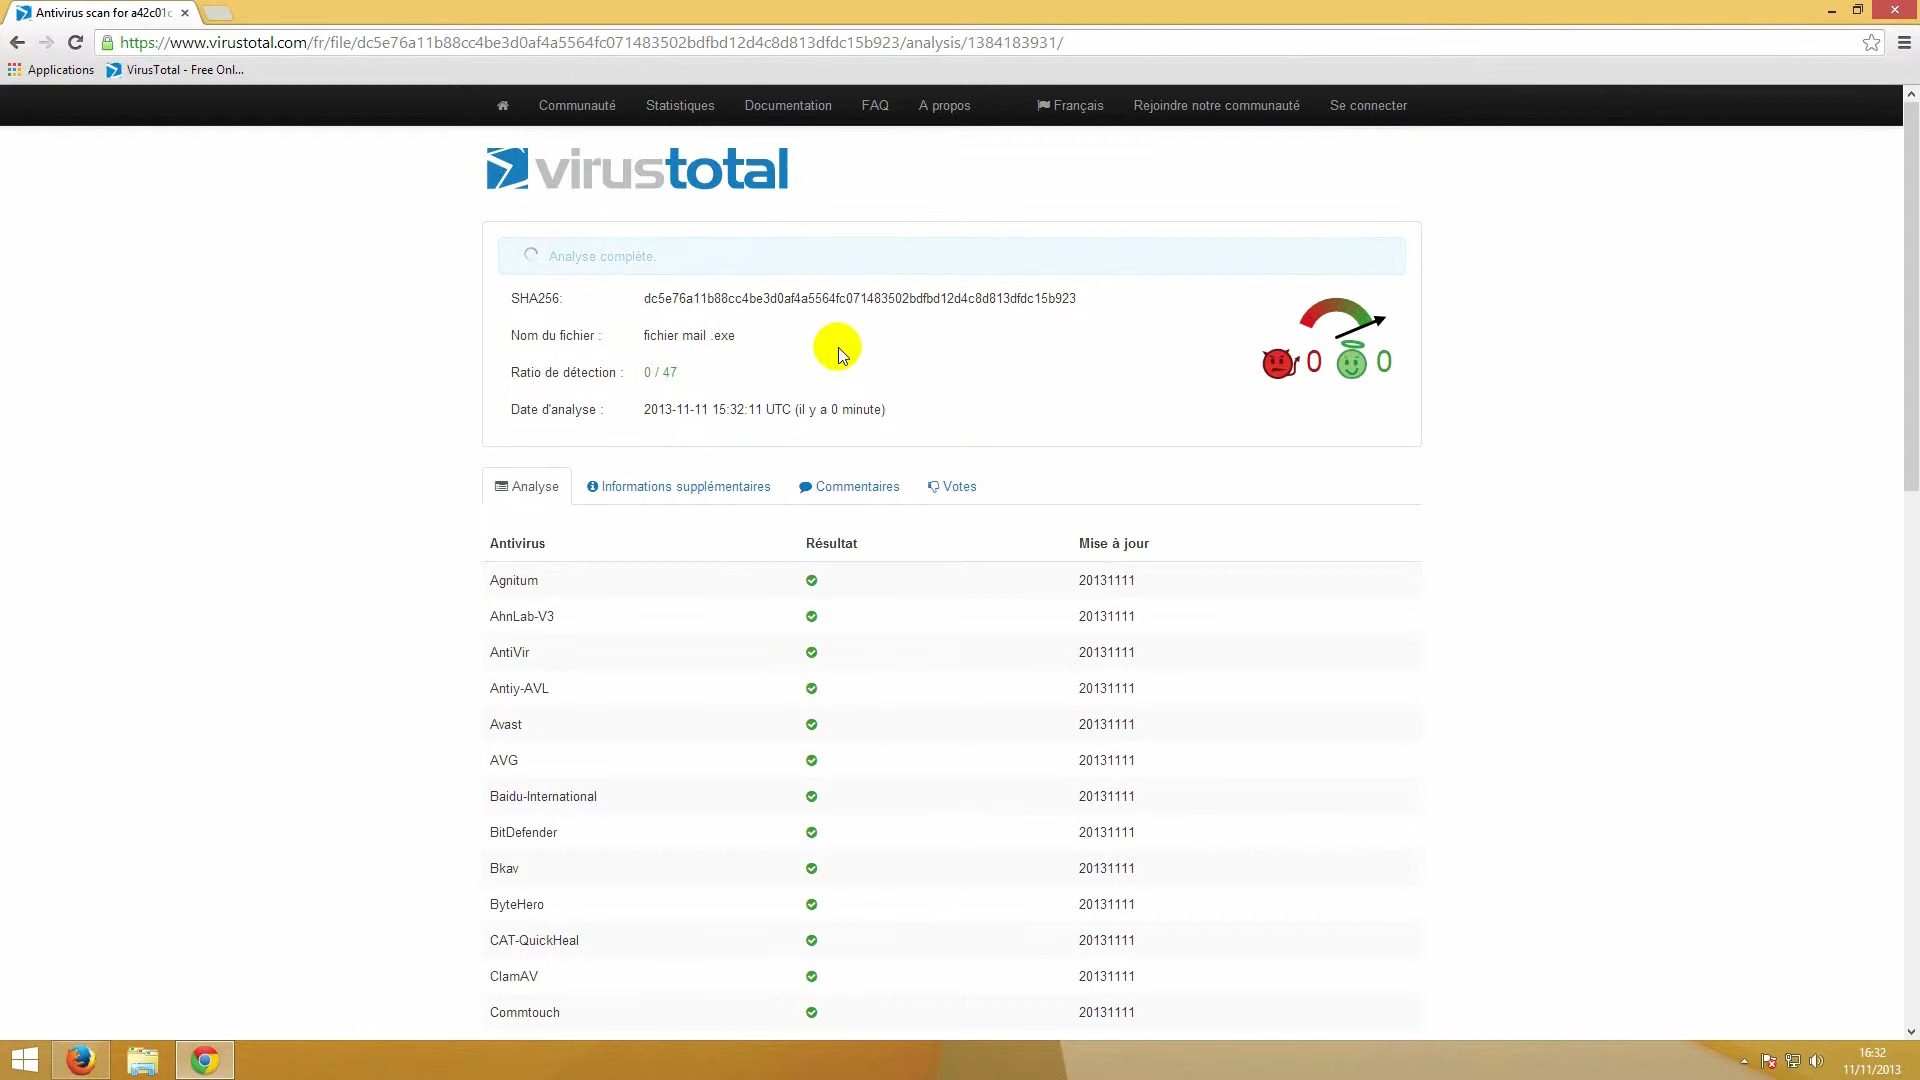 Antivirus scan for a42c01c
https://www.virustotal.com/fr/file/dc5e76a11b88cc4be3d0af4a5564fc071483502bdfbd12d4c8d813dfdc15b923/analysis/1384183931/
Applications VirusTotal - Free Onl...
Communauté Statistiques Documentation FAQ A propos Français Rejoindre notre communauté Se connecter
virustotal
Analyse complète.
SHA256: dc5e76a11b88cc4be3d0af4a5564fc071483502bdfbd12d4c8d813dfdc15b923
Nom du fichier : fichier mail .exe
Ratio de détection : 0 / 47
0 0
Date d'analyse : 2013-11-11 15:32:11 UTC (il y a 0 minute)
Analyse Informations supplémentaires Commentaires Votes
Antivirus Résultat Mise à jour
Agnitum 20131111
AhnLab-V3 20131111
AntiVir 20131111
Antiy-AVL 20131111
Avast 20131111
AVG 20131111
Baidu-International 20131111
BitDefender 20131111
Bkav 20131111
ByteHero 20131111
CAT-QuickHeal 20131111
ClamAV 20131111
Commtouch 20131111
16:32
11/11/2013